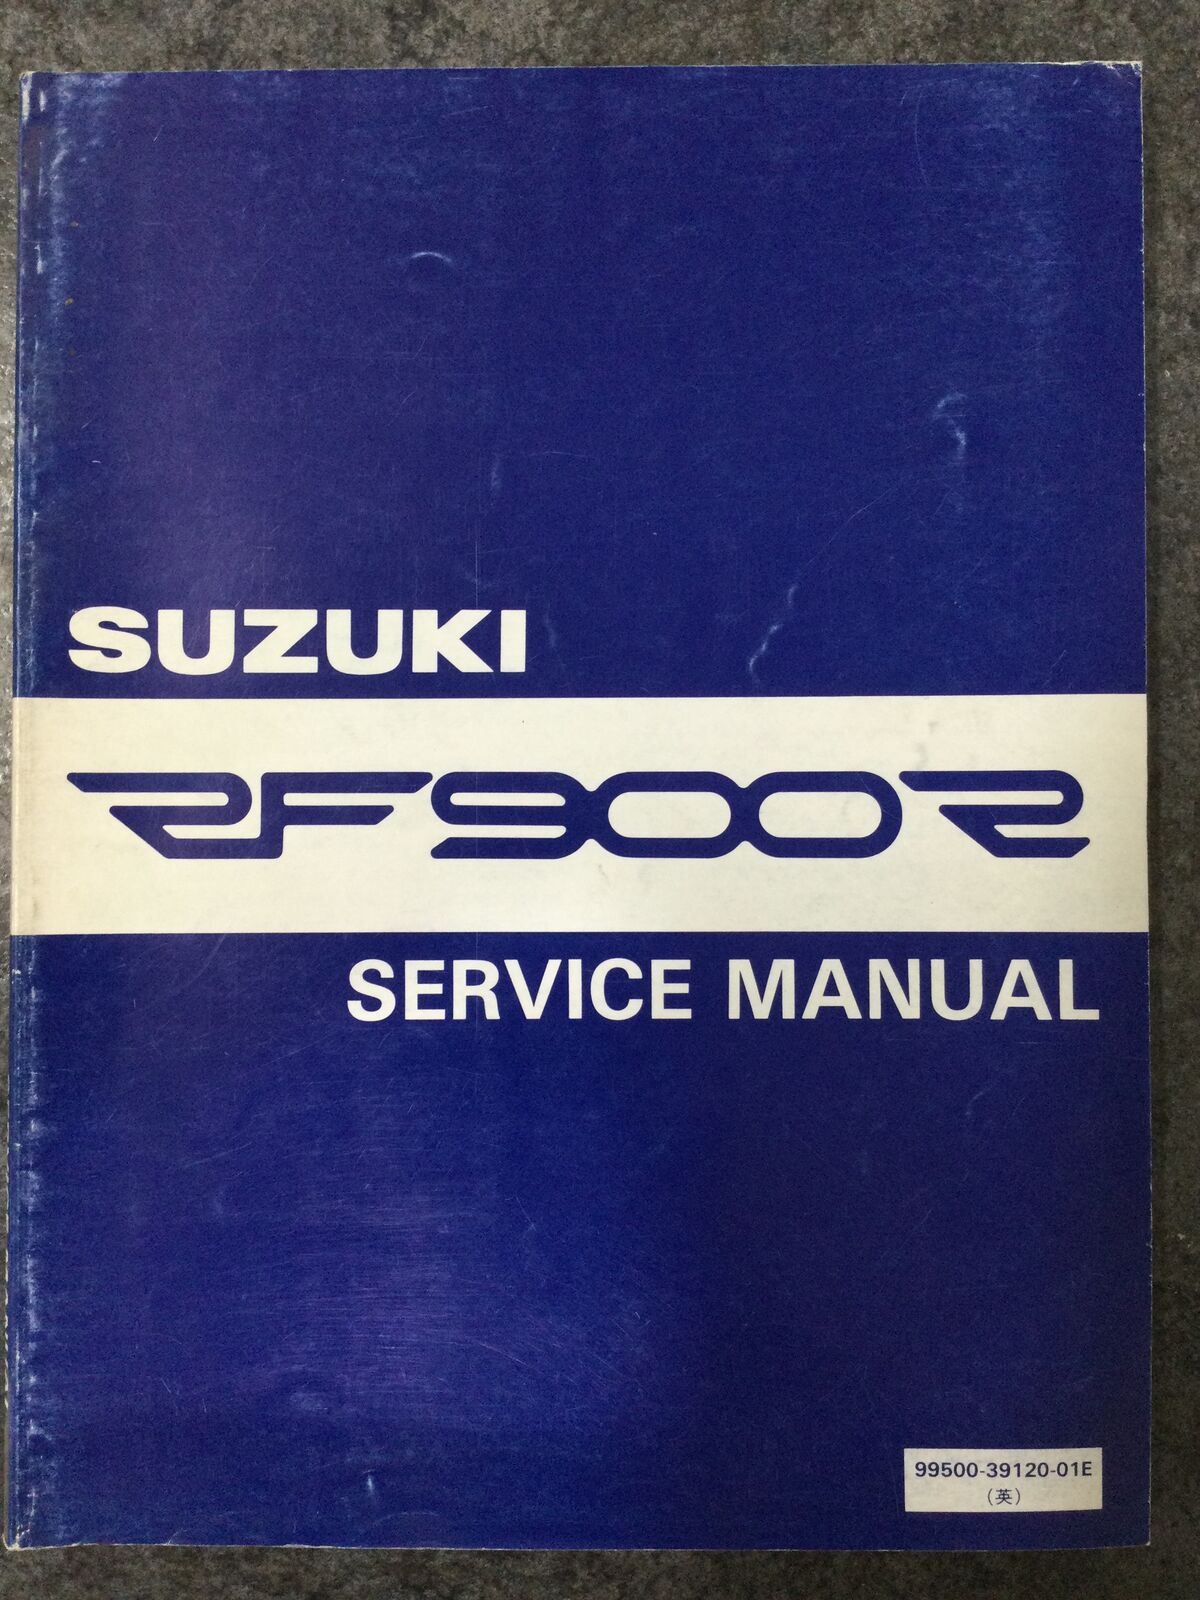 SUZUKI
RF900R
SERVICE MANUAL
99500-39120-01E
(英)